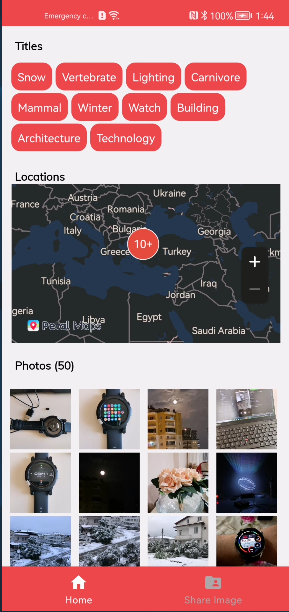 Emergency c... 100% 1:44
Titles
Snow Vertebrate Lighting Carnivore
Mammal Winter Watch Building
Architecture Technology
Locations
France Austria Ukraine
Croatia Romania
Italy Bulgaria Georgia
10+
Greece Turkey
Tunisia Iraq
Jordan
Libya Egypt
Petal Maps Saudi Arabia
Photos (50)
Home Share Image